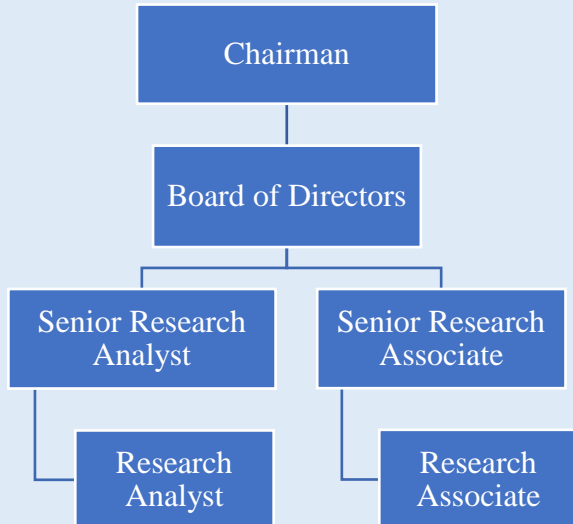 Chairman
Board of Directors
Senior Research
Analyst
Senior Research
Associate
Research
Analyst
Research
Associate